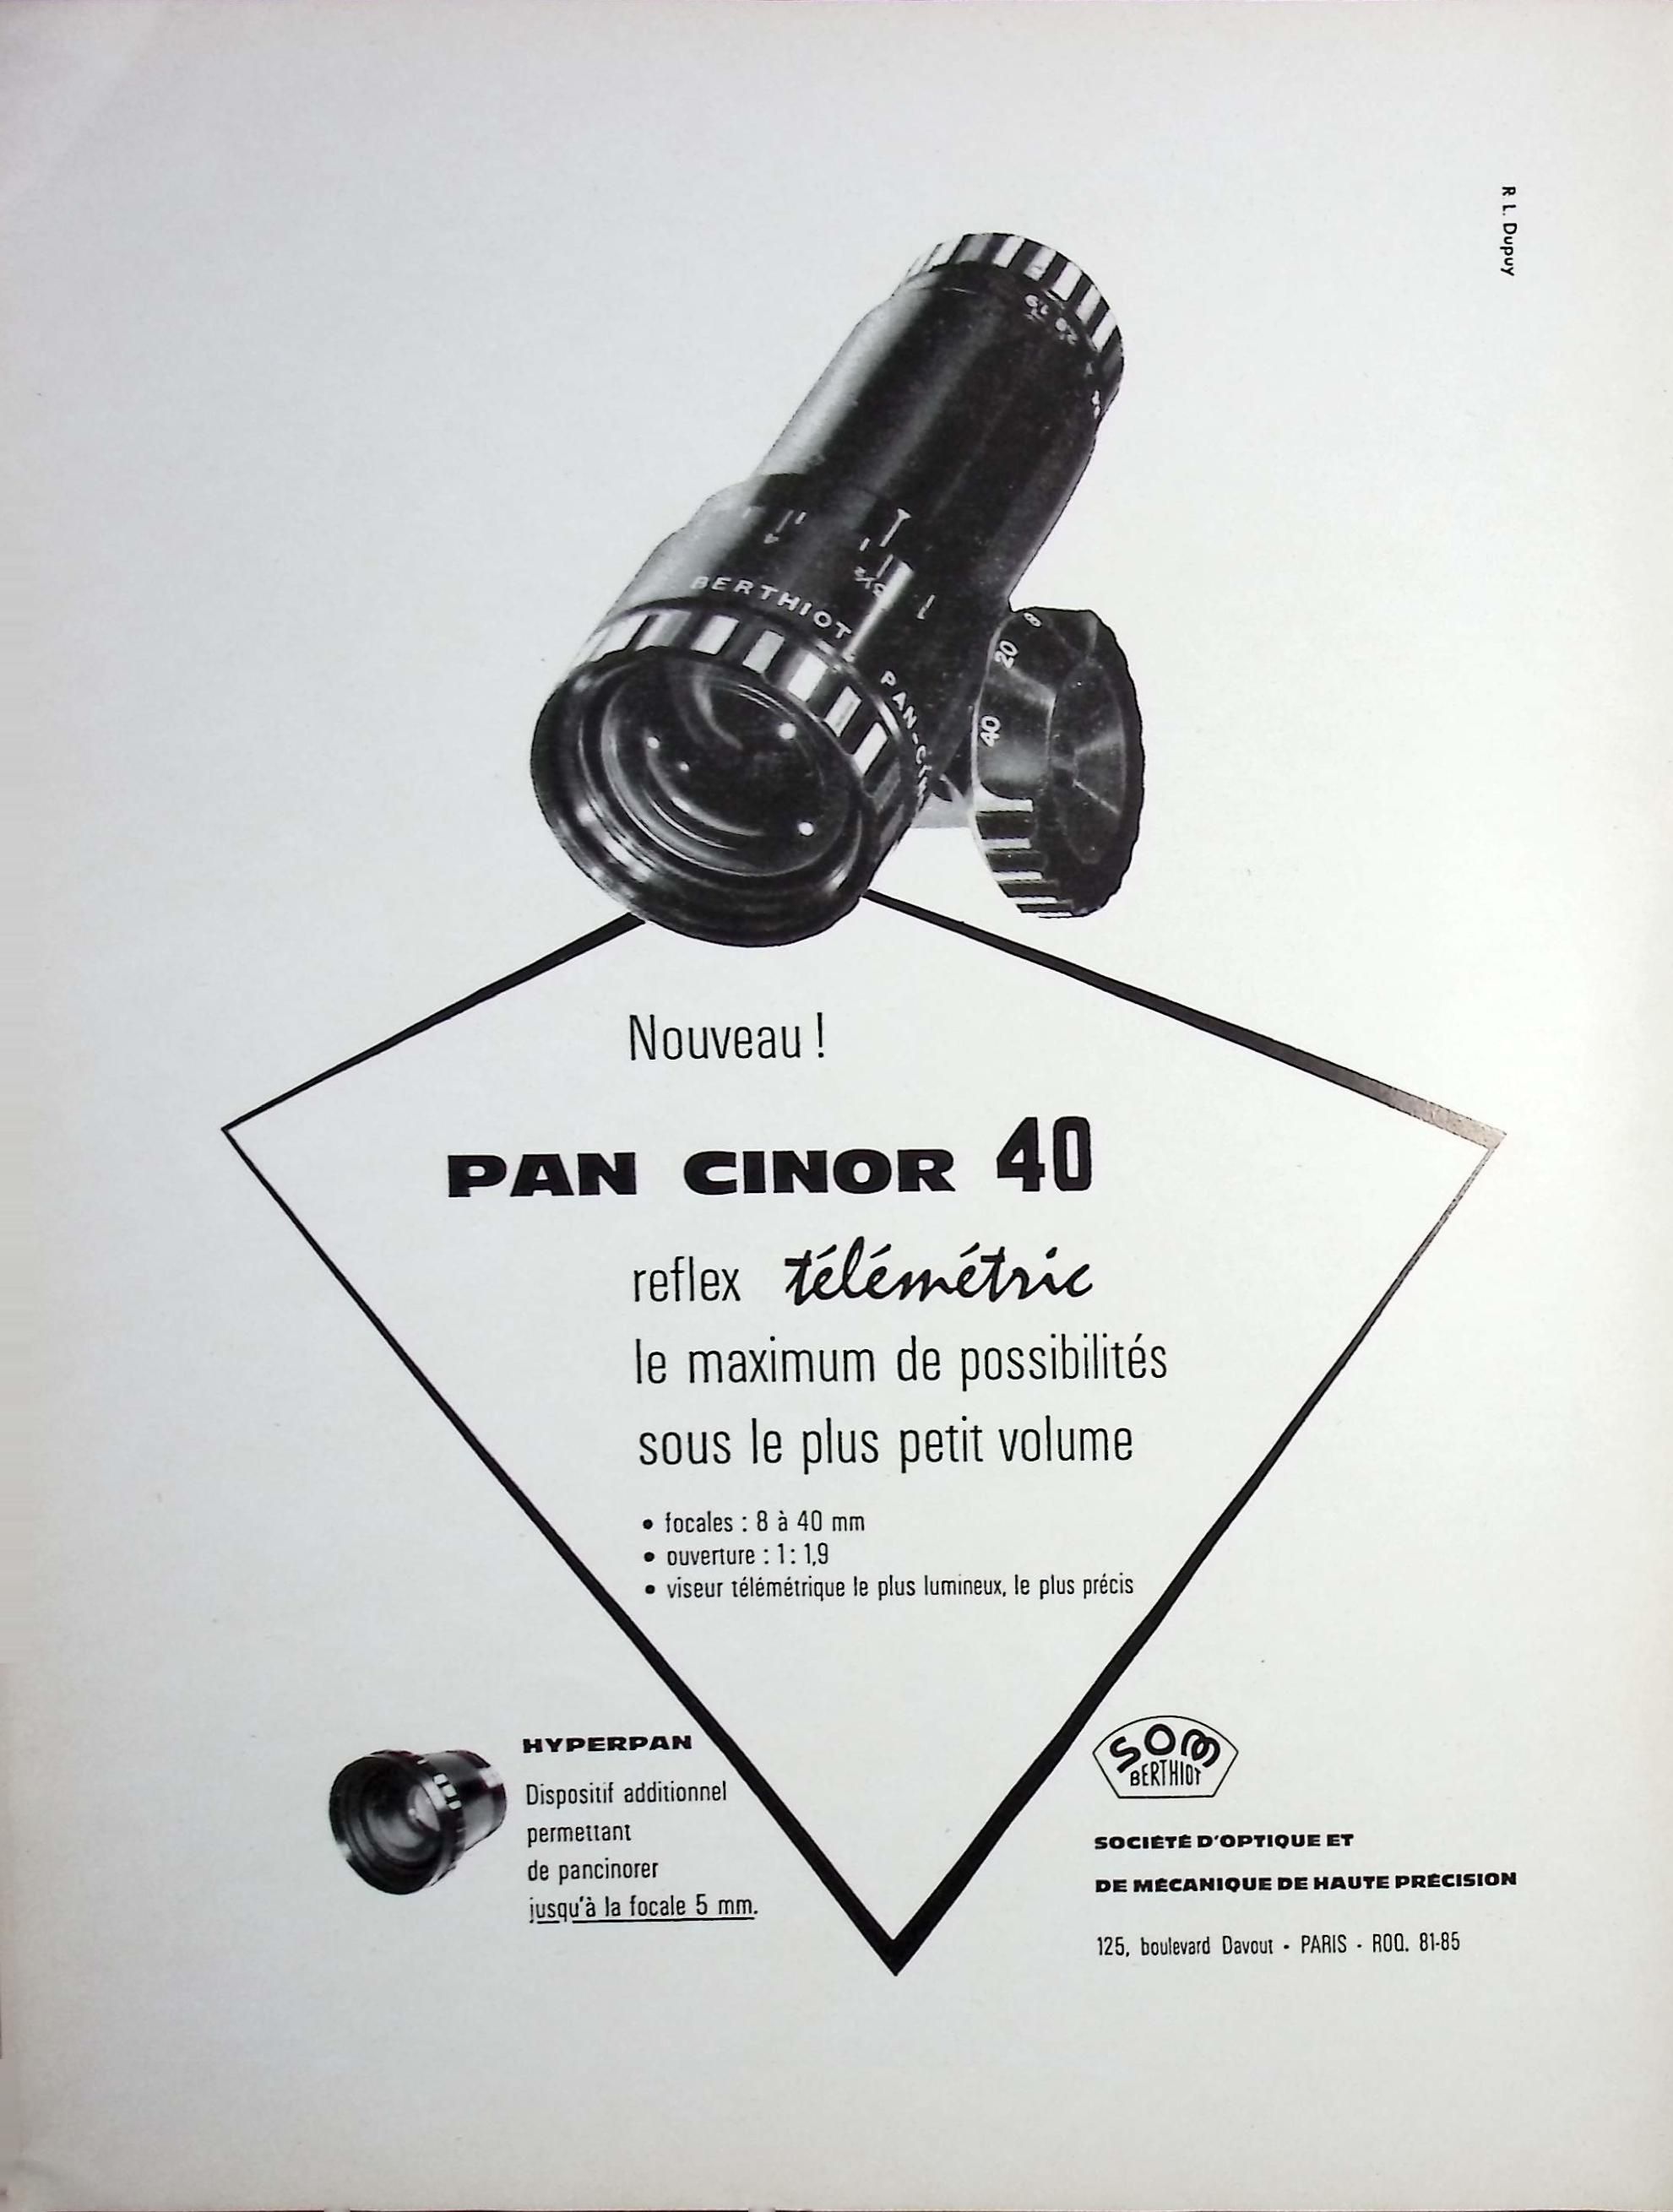 R L. Dupuy
BERTHIOT
20
40
Nouveau !
PAN CINOR 40
reflex télémétric
le maximum de possibilités
sous le plus petit volume
• focales : 8 à 40 mm
• ouverture : 1 : 1,9
• viseur télémétrique le plus lumineux, le plus précis
HYPERPAN
Dispositif additionnel
permettant
de pancinorer
jusqu'à la focale 5 mm.
SOM
BERTHIOT
SOCIÉTÉ D'OPTIQUE ET
DE MÉCANIQUE DE HAUTE PRÉCISION
125, boulevard Davout - PARIS - ROQ. 81-85